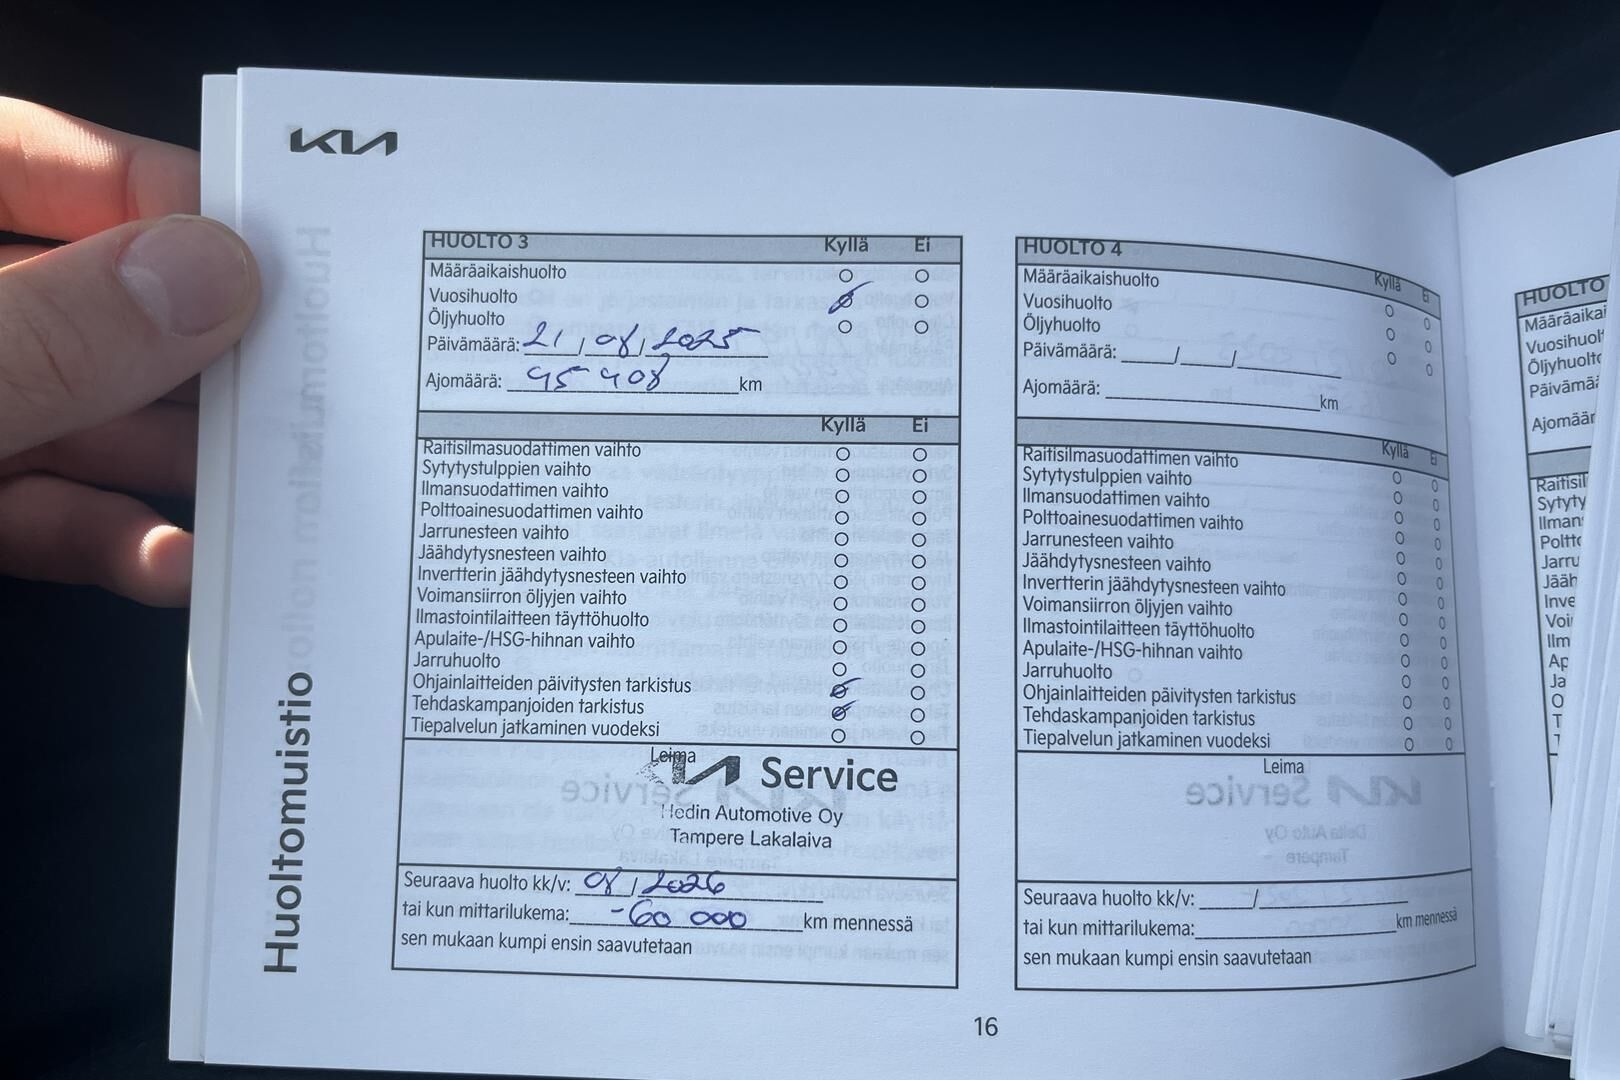 KIA
Huoltomuistio
HUOLTO 3 Kyllä Ei
Määräaikaishuolto
Vuosihuolto
Öljyhuolto
Päivämäärä: 21 / 08 / 2025
Ajomäärä: 45 408 km
Kyllä Ei
Raitisilmasuodattimen vaihto
Sytytystulppien vaihto
Ilmansuodattimen vaihto
Polttoainesuodattimen vaihto
Jarrunesteen vaihto
Jäähdytysnesteen vaihto
Invertterin jäähdytysnesteen vaihto
Voimansiirron öljyjen vaihto
Ilmastointilaitteen täyttöhuolto
Apulaite-/HSG-hihnan vaihto
Jarruhuolto
Ohjainlaitteiden päivitysten tarkistus
Tehdaskampanjoiden tarkistus
Tiepalvelun jatkaminen vuodeksi
Leima
KIA Service
Hedin Automotive Oy
Tampere Lakalaiva
Seuraava huolto kk/v: 08 / 2026
tai kun mittarilukema: -60 000 km mennessä
sen mukaan kumpi ensin saavutetaan
HUOLTO 4 Kyllä Ei
Määräaikaishuolto
Vuosihuolto
Öljyhuolto
Päivämäärä: / /
Ajomäärä: km
Kyllä Ei
Raitisilmasuodattimen vaihto
Sytytystulppien vaihto
Ilmansuodattimen vaihto
Polttoainesuodattimen vaihto
Jarrunesteen vaihto
Jäähdytysnesteen vaihto
Invertterin jäähdytysnesteen vaihto
Voimansiirron öljyjen vaihto
Ilmastointilaitteen täyttöhuolto
Apulaite-/HSG-hihnan vaihto
Jarruhuolto
Ohjainlaitteiden päivitysten tarkistus
Tehdaskampanjoiden tarkistus
Tiepalvelun jatkaminen vuodeksi
Leima
Seuraava huolto kk/v: /
tai kun mittarilukema: km mennessä
sen mukaan kumpi ensin saavutetaan
16
HUOLTO